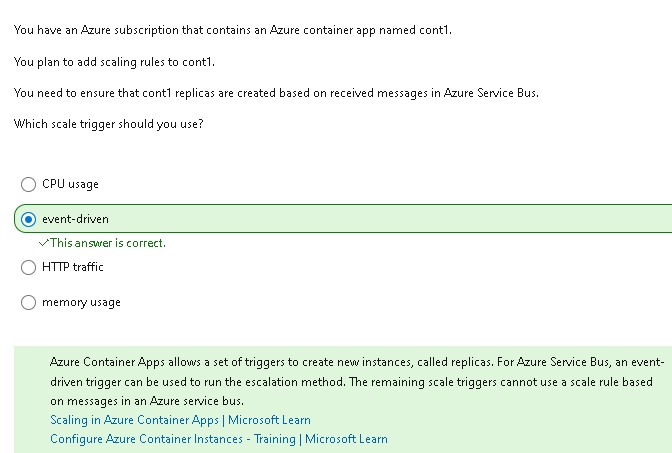 You have an Azure subscription that contains an Azure container app named cont1.
You plan to add scaling rules to cont1.
You need to ensure that cont1 replicas are created based on received messages in Azure Service Bus.
Which scale trigger should you use?
CPU usage
event-driven
✓This answer is correct.
HTTP traffic
memory usage
Azure Container Apps allows a set of triggers to create new instances, called replicas. For Azure Service Bus, an event-
driven trigger can be used to run the escalation method. The remaining scale triggers cannot use a scale rule based
on messages in an Azure service bus.
Scaling in Azure Container Apps | Microsoft Learn
Configure Azure Container Instances - Training | Microsoft Learn